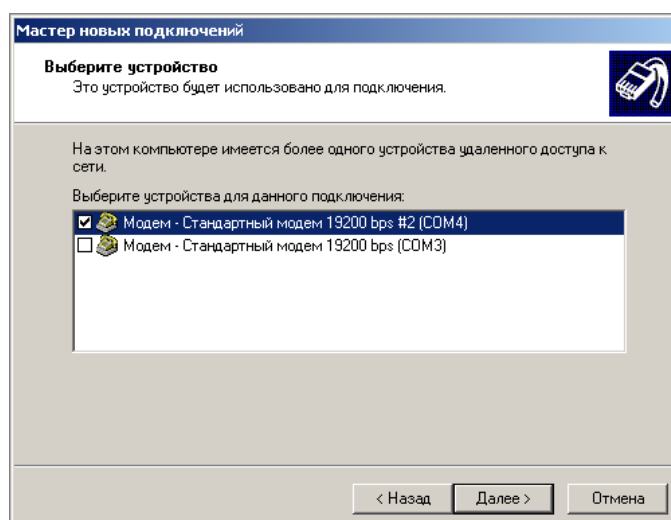 Мастер новых подключений
Выберите устройство
Это устройство будет использовано для подключения.
На этом компьютере имеется более одного устройства удаленного доступа к
сети.
Выберите устройства для данного подключения:
Модем - Стандартный модем 19200 bps #2 (COM4)
Модем - Стандартный модем 19200 bps (COM3)
< Назад
Далее >
Отмена